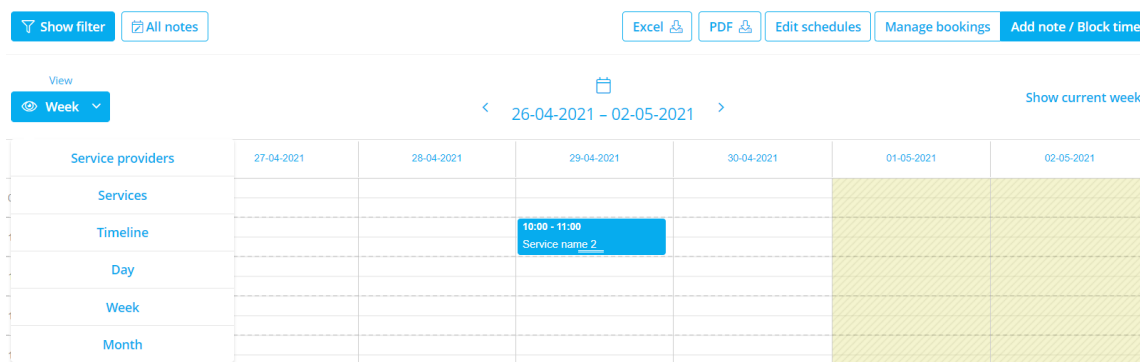 Show filter
All notes
Excel
PDF
Edit schedules
Manage bookings
Add note / Block time
View
Week
26-04-2021 – 02-05-2021
Show current week
Service providers
27-04-2021
28-04-2021
29-04-2021
30-04-2021
01-05-2021
02-05-2021
Services
Timeline
10:00 - 11:00
Service name 2
Day
Week
Month